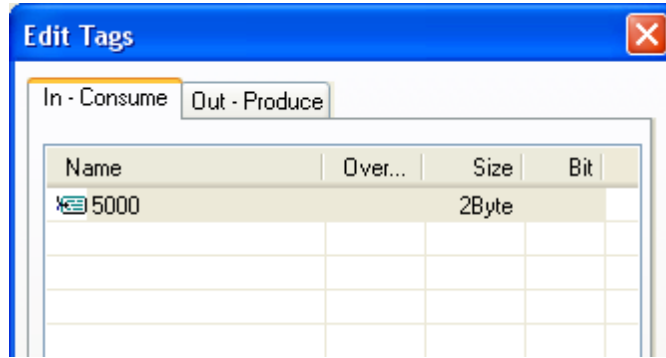 Edit Tags
In - Consume Out - Produce
Name Over... Size Bit
5000 2Byte